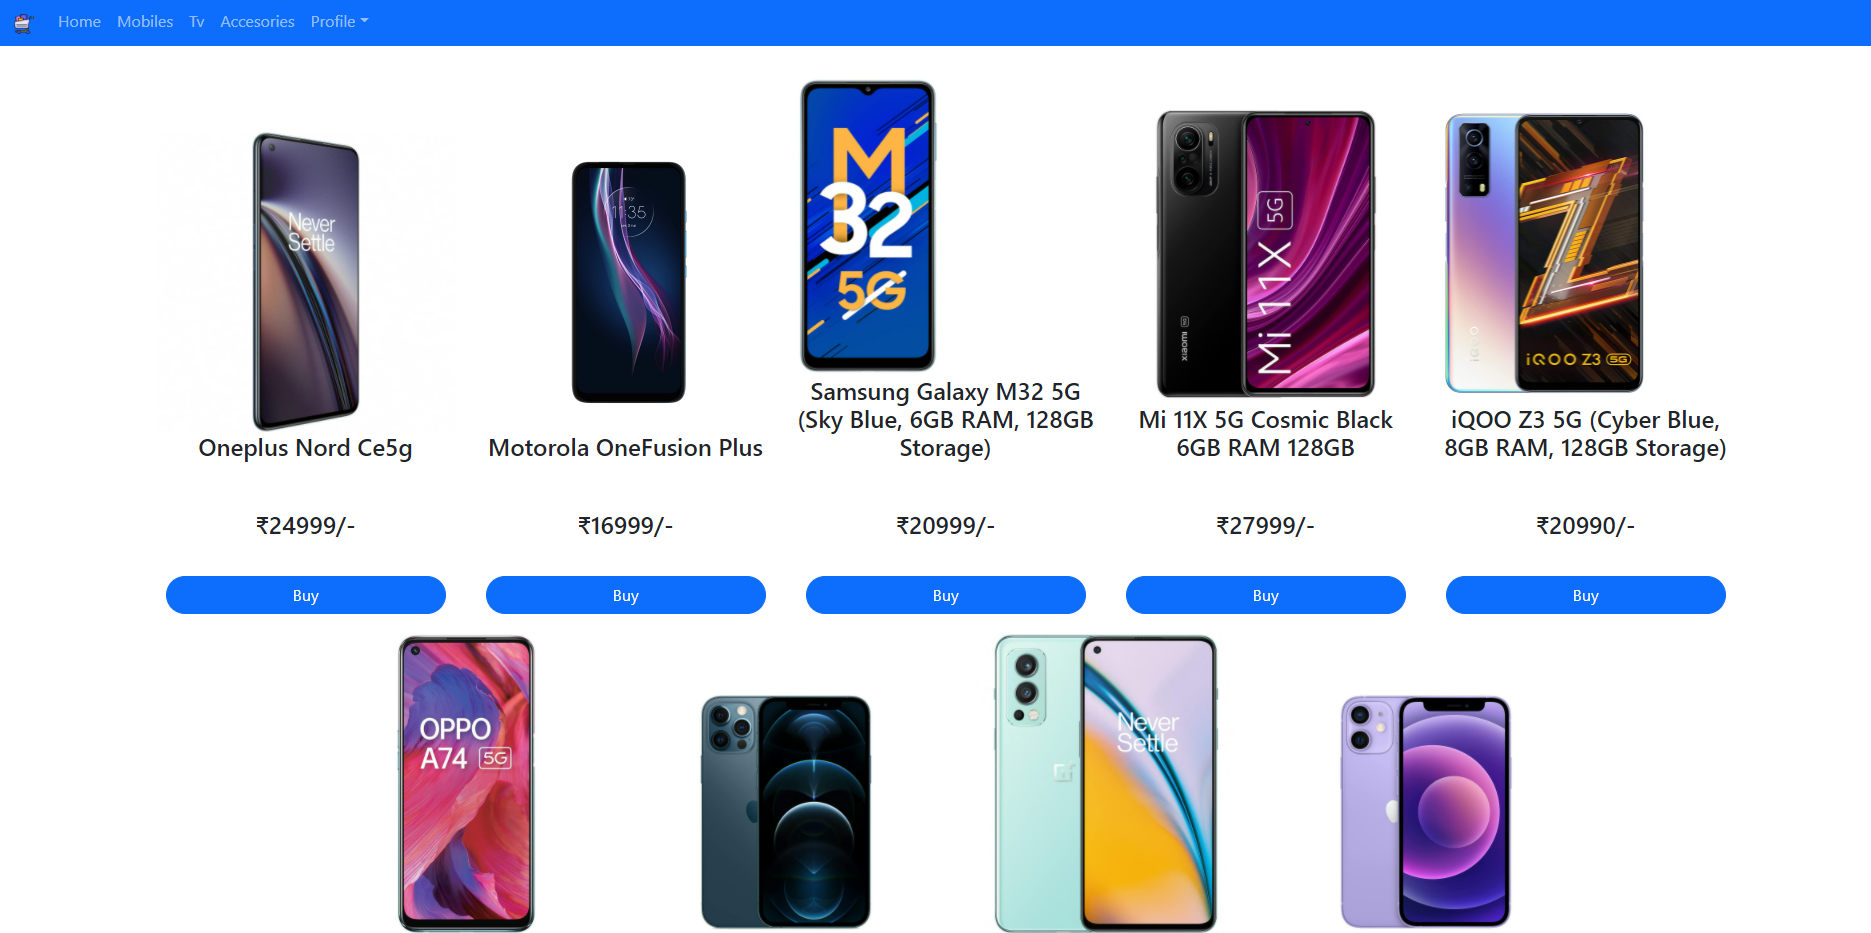 Home Mobiles Tv Accesories Profile
Never
Settle
11:35
M
32
5G
Mi 11X 5G
xiaomi 5G
iQOO
iQOO Z3 5G
Oneplus Nord Ce5g
Motorola OneFusion Plus
Samsung Galaxy M32 5G
(Sky Blue, 6GB RAM, 128GB
Storage)
Mi 11X 5G Cosmic Black
6GB RAM 128GB
iQOO Z3 5G (Cyber Blue,
8GB RAM, 128GB Storage)
₹24999/-
₹16999/-
₹20999/-
₹27999/-
₹20990/-
Buy
Buy
Buy
Buy
Buy
OPPO
A74 5G
Never
Settle